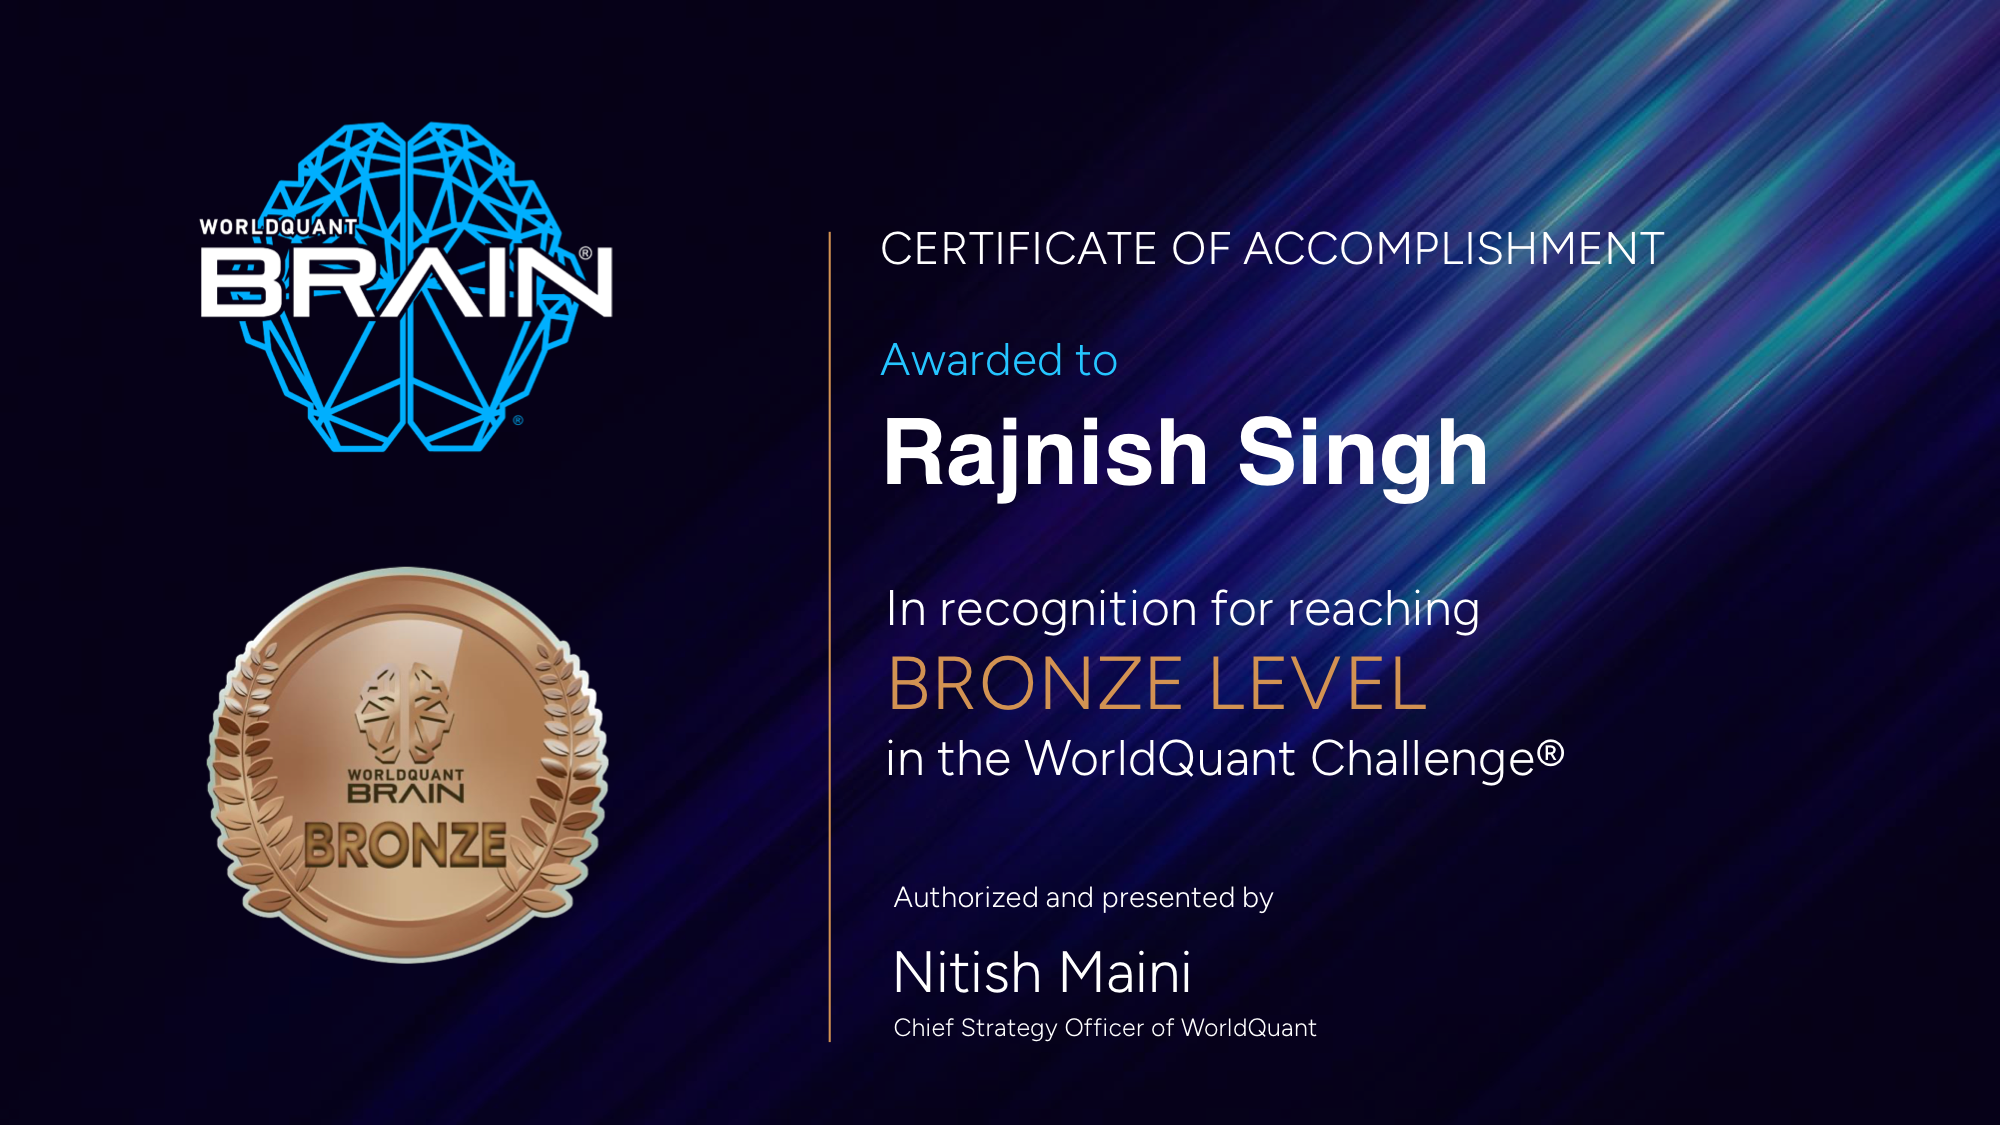 WORLDQUANT
BRAIN®
®
WORLDQUANT
BRAIN
BRONZE
CERTIFICATE OF ACCOMPLISHMENT
Awarded to
Rajnish Singh
In recognition for reaching
BRONZE LEVEL
in the WorldQuant Challenge®
Authorized and presented by
Nitish Maini
Chief Strategy Officer of WorldQuant